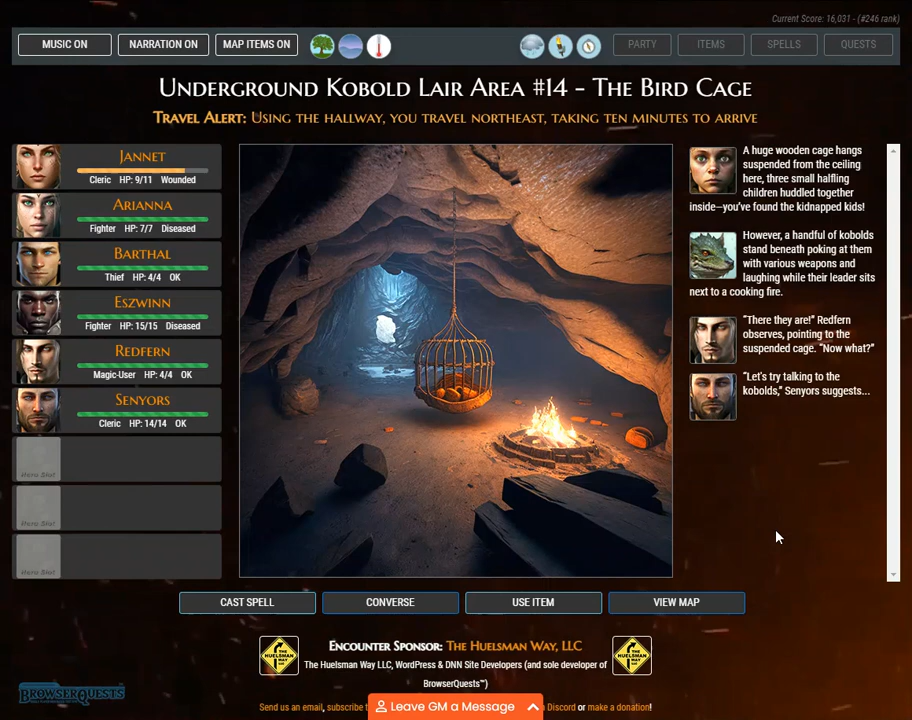 Current Score: 16,031 - (#246 rank)
MUSIC ON
NARRATION ON
MAP ITEMS ON
PARTY
ITEMS
SPELLS
QUESTS
Underground Kobold Lair Area #14 - The Bird Cage
Travel Alert: Using the hallway, you travel northeast, taking ten minutes to arrive
Jannet
Cleric HP: 9/11 Wounded
Arianna
Fighter HP: 7/7 Diseased
Barthal
Thief HP: 4/4 OK
Eszwinn
Fighter HP: 15/15 Diseased
Redfern
Magic-User HP: 4/4 OK
Senyors
Cleric HP: 14/14 OK
Hero Slot
Hero Slot
Hero Slot
A huge wooden cage hangs
suspended from the ceiling
here, three small halfling
children huddled together
inside—you've found the kidnapped kids!
However, a handful of kobolds
stand beneath poking at them
with various weapons and
laughing while their leader sits
next to a cooking fire.
"There they are!" Redfern
observes, pointing to the
suspended cage. "Now what?"
"Let's try talking to the
kobolds," Senyors suggests...
CAST SPELL
CONVERSE
USE ITEM
VIEW MAP
THE HUELSMAN WAY
Encounter Sponsor: The Huelsman Way, LLC
The Huelsman Way LLC, WordPress & DNN Site Developers (and sole developer of
BrowserQuests™)
THE HUELSMAN WAY
BrowserQuests
Send us an email, subscribe t
Discord or make a donation!
Leave GM a Message